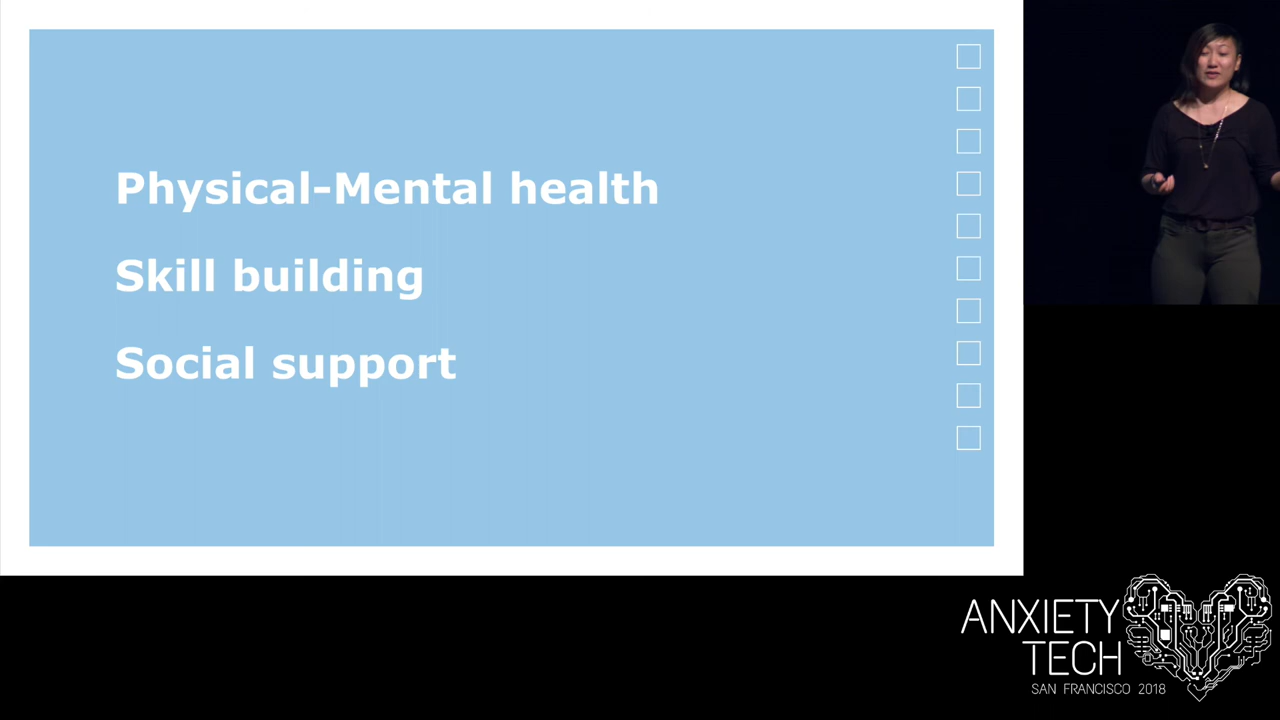 Physical-Mental health
Skill building
Social support
ANXIETY
TECH
SAN FRANCISCO 2018